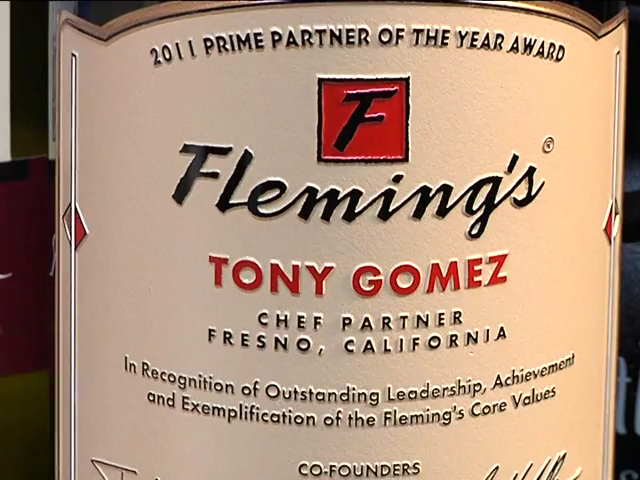 2011 PRIME PARTNER OF THE YEAR AWARD
F
Fleming's®
TONY GOMEZ
CHEF PARTNER
FRESNO, CALIFORNIA
In Recognition of Outstanding Leadership, Achievement
and Exemplification of the Fleming's Core Values
CO-FOUNDERS